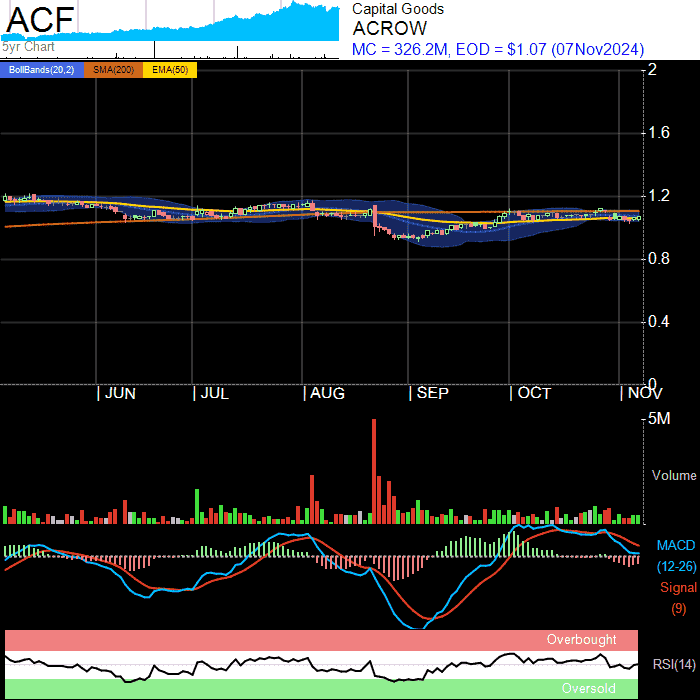 ACF
5yr Chart
Capital Goods
ACROW
MC = 326.2M, EOD = $1.07 (07Nov2024)
BollBands(20,2) SMA(200) EMA(50)
2
1.6
1.2
0.8
0.4
0
JUN JUL AUG SEP OCT NOV
5M
Volume
MACD
(12-26)
Signal
(9)
Overbought
RSI(14)
Oversold